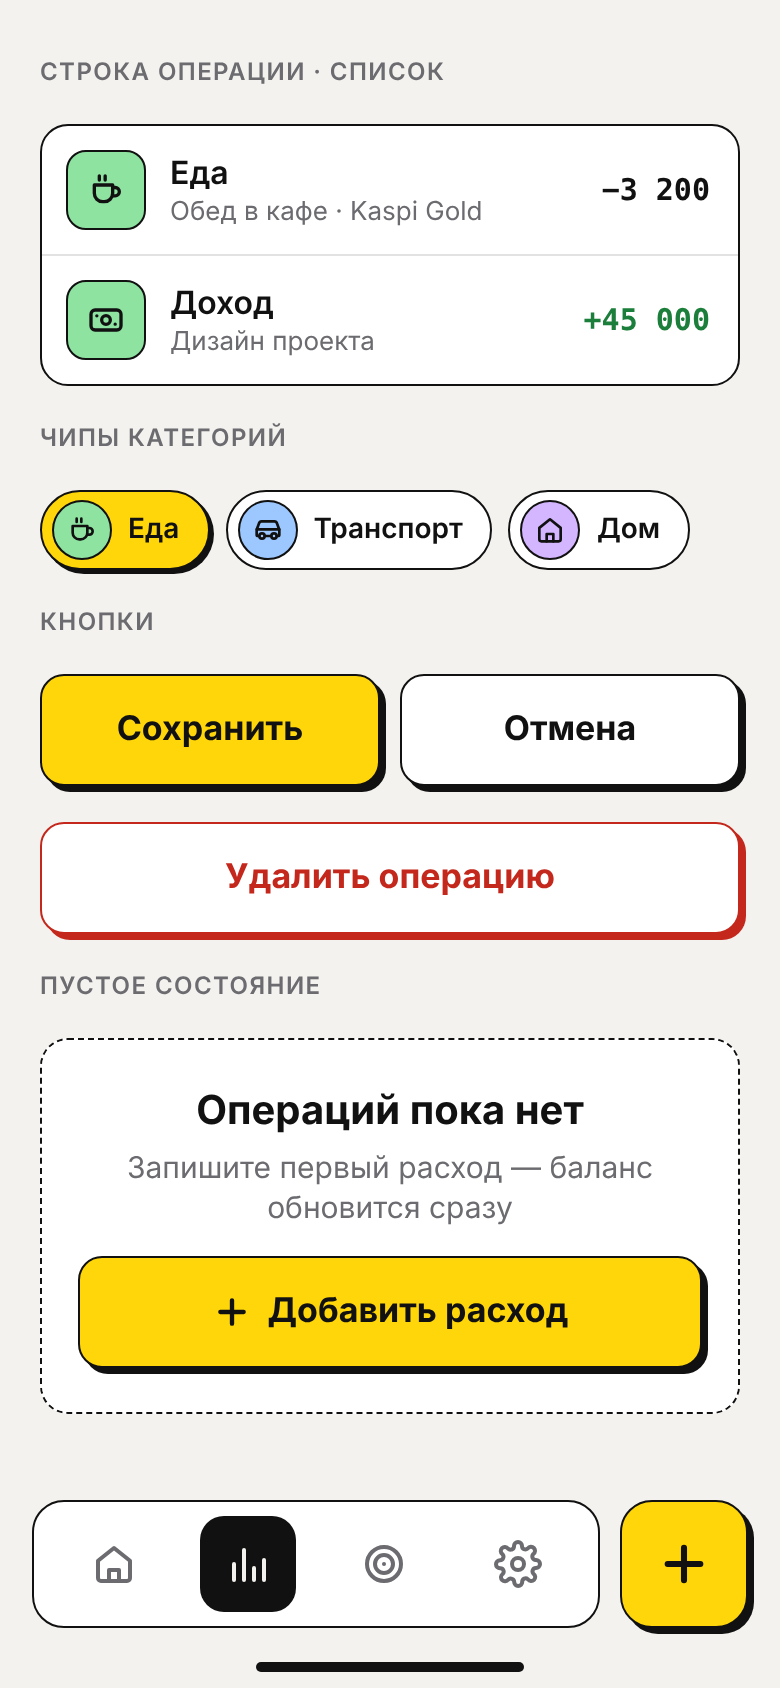 СТРОКА ОПЕРАЦИИ · СПИСОК
Еда
Обед в кафе · Kaspi Gold
−3 200
Доход
Дизайн проекта
+45 000
ЧИПЫ КАТЕГОРИЙ
Еда
Транспорт
Дом
КНОПКИ
Сохранить
Отмена
Удалить операцию
ПУСТОЕ СОСТОЯНИЕ
Операций пока нет
Запишите первый расход — баланс
обновится сразу
Добавить расход